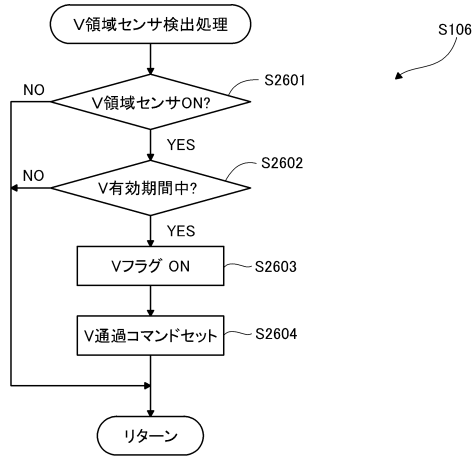 V領域センサ検出処理
S106
V領域センサON?
S2601
NO
YES
V有効期間中?
S2602
NO
YES
Vフラグ ON
S2603
V通過コマンドセット
S2604
リターン